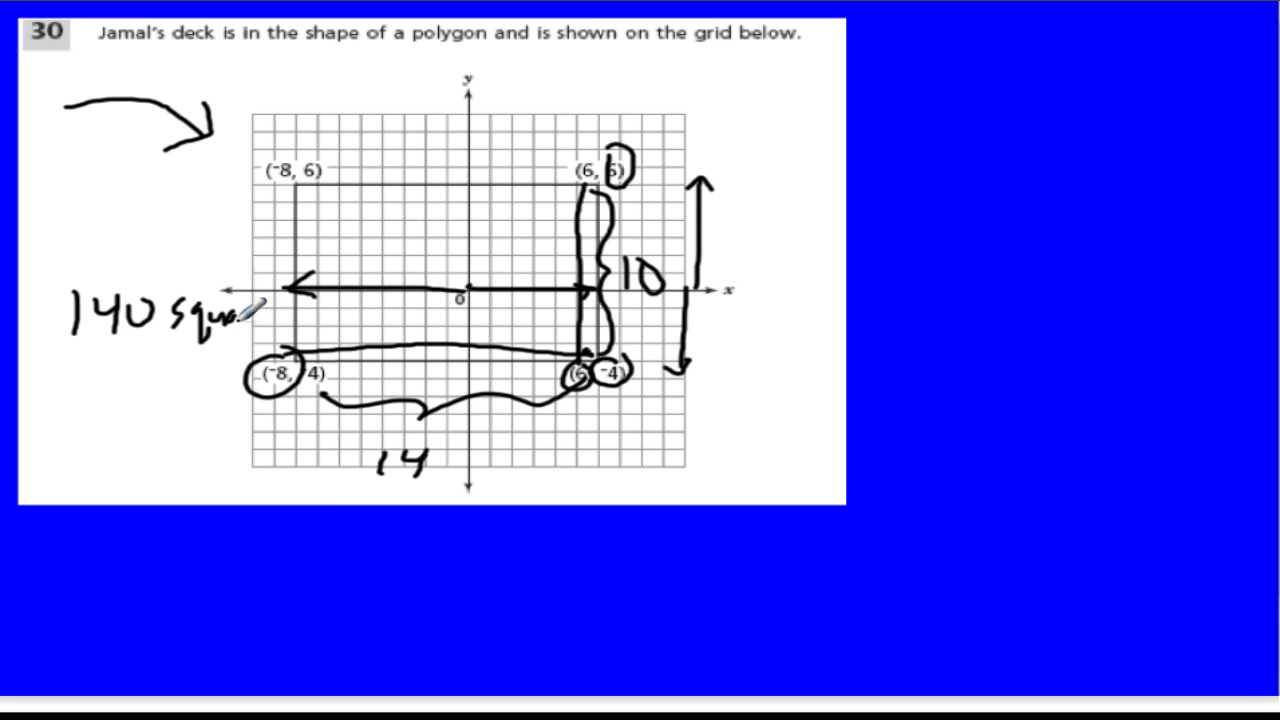 30 Jamal's deck is in the shape of a polygon and is shown on the grid below.
y
(⁻8, 6) (6, 6)
10
0 x
140 squa
(⁻8, ⁻4) (6, ⁻4)
14